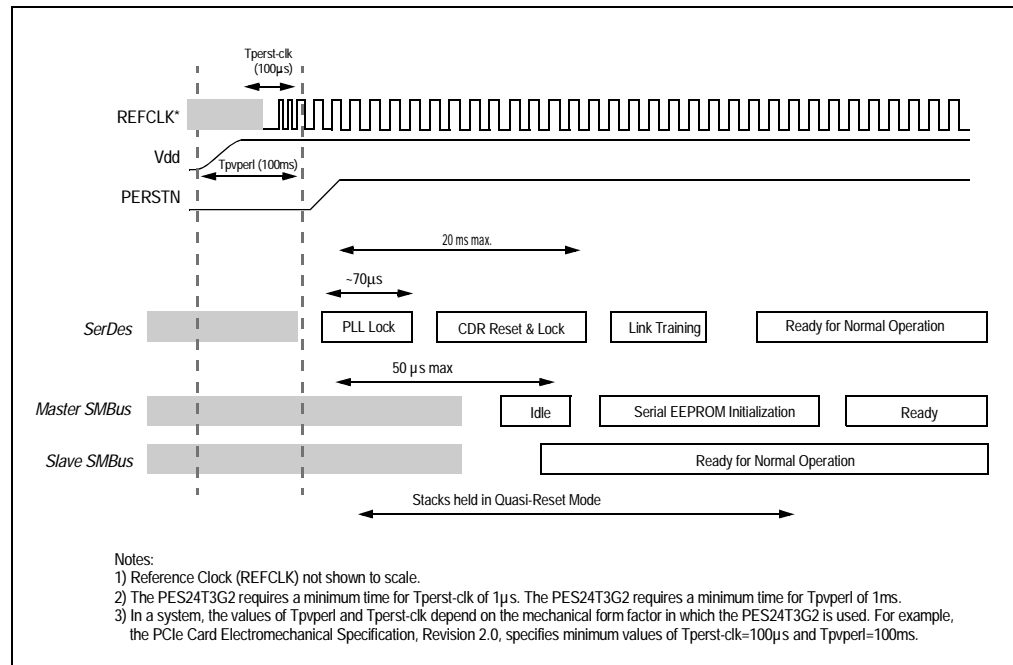 Tperst-clk
(100µs)
REFCLK*
Vdd
Tpvperl (100ms)
PERSTN
20 ms max.
~70µs
SerDes
PLL Lock
CDR Reset & Lock
Link Training
Ready for Normal Operation
50 µs max
Master SMBus
Idle
Serial EEPROM Initialization
Ready
Slave SMBus
Ready for Normal Operation
Stacks held in Quasi-Reset Mode
Notes:
1) Reference Clock (REFCLK) not shown to scale.
2) The PES24T3G2 requires a minimum time for Tperst-clk of 1µs. The PES24T3G2 requires a minimum time for Tpvperl of 1ms.
3) In a system, the values of Tpvperl and Tperst-clk depend on the mechanical form factor in which the PES24T3G2 is used. For example,
the PCIe Card Electromechanical Specification, Revision 2.0, specifies minimum values of Tperst-clk=100µs and Tpvperl=100ms.